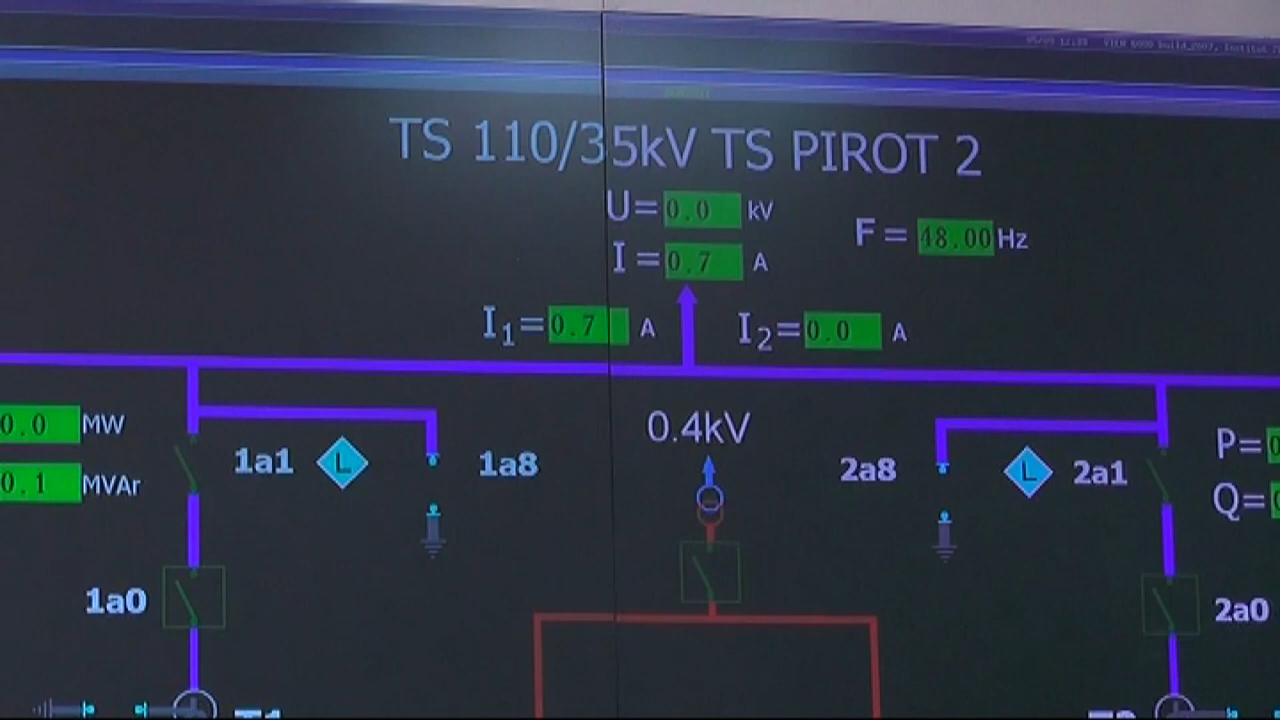 TS 110/35kV TS PIROT 2
U= 0.0 kV
F= 48.00 Hz
I= 0.7 A
I1= 0.7 A
I2= 0.0 A
0.0 MW
0.4kV
P=
1a1
L
1a8
2a8
L
2a1
0.1 MVAr
Q=
1a0
2a0